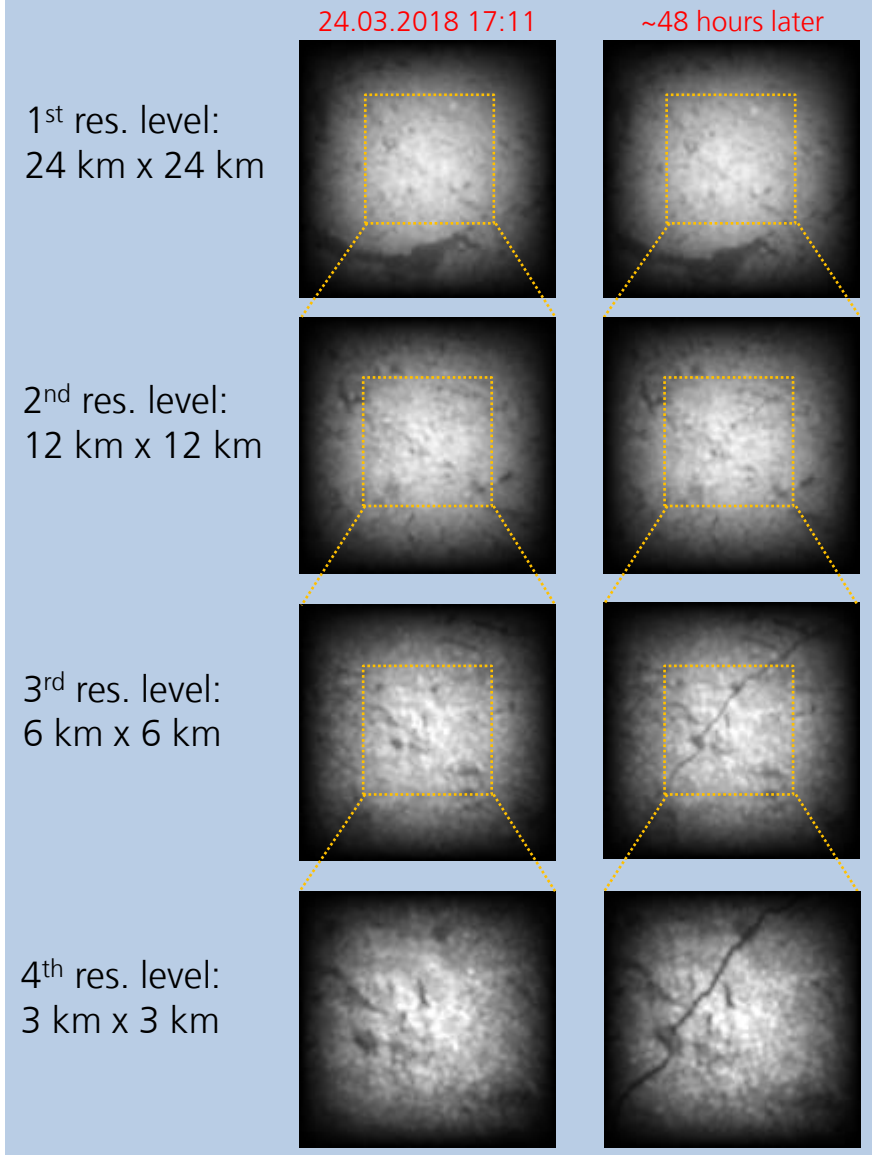 24.03.2018 17:11
~48 hours later
1st res. level:
24 km x 24 km
2nd res. level:
12 km x 12 km
3rd res. level:
6 km x 6 km
4th res. level:
3 km x 3 km